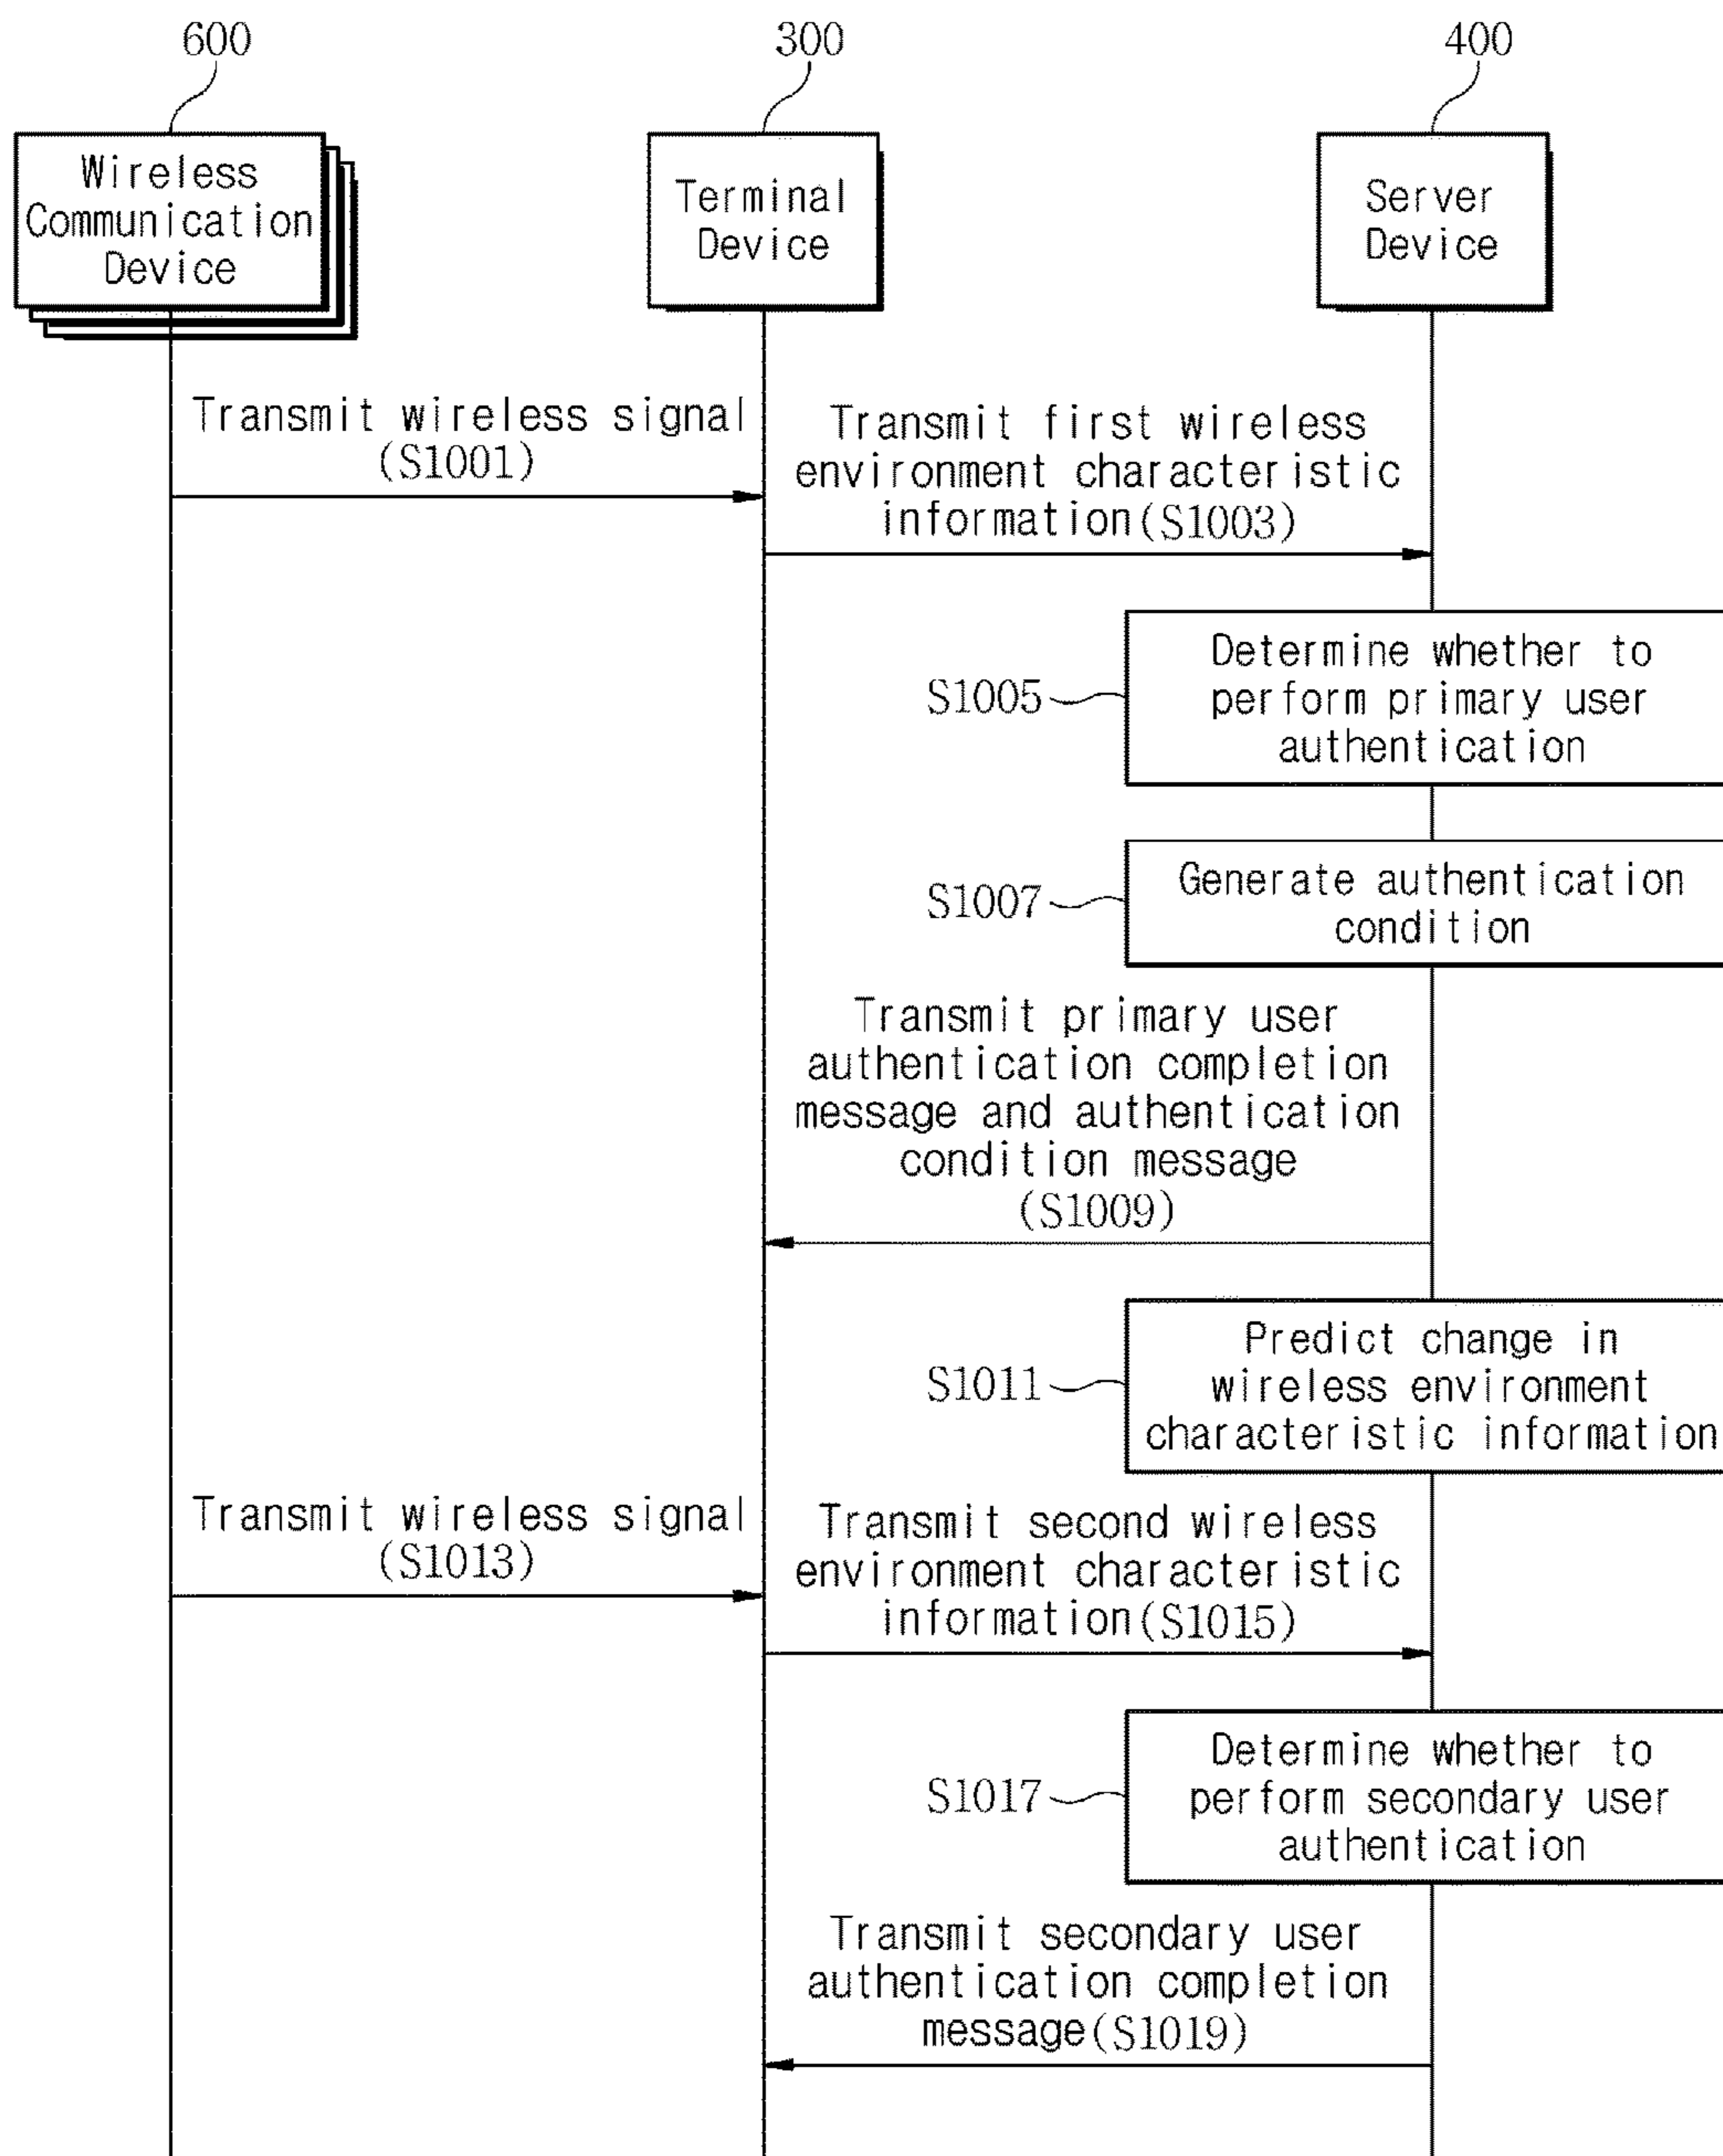 600
300
400
Wireless
Communication
Device
Terminal
Device
Server
Device
Transmit wireless signal
(S1001)
Transmit first wireless
environment characteristic
information(S1003)
S1005
Determine whether to
perform primary user
authentication
S1007
Generate authentication
condition
Transmit primary user
authentication completion
message and authentication
condition message
(S1009)
S1011
Predict change in
wireless environment
characteristic information
Transmit wireless signal
(S1013)
Transmit second wireless
environment characteristic
information(S1015)
S1017
Determine whether to
perform secondary user
authentication
Transmit secondary user
authentication completion
message(S1019)